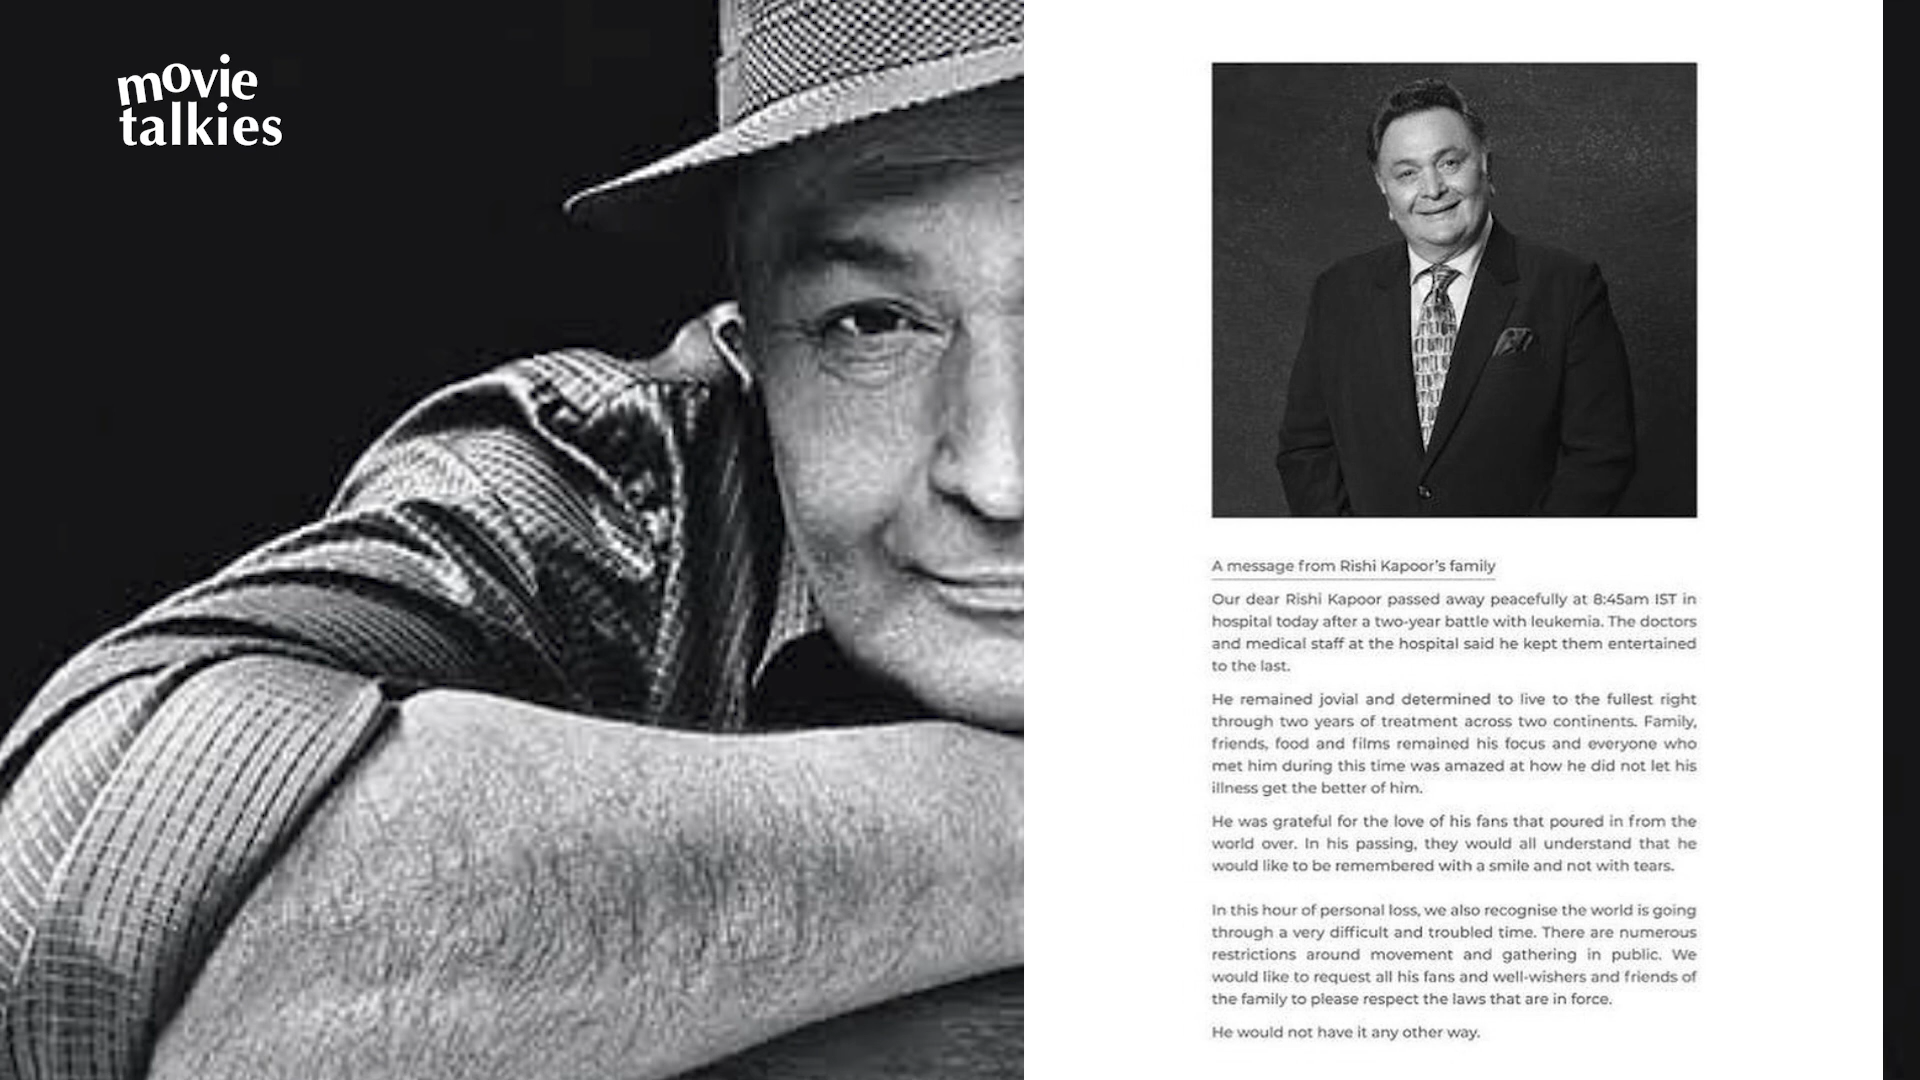 movie
talkies
A message from Rishi Kapoor's family
Our dear Rishi Kapoor passed away peacefully at 8:45am IST in
hospital today after a two-year battle with leukemia. The doctors
and medical staff at the hospital said he kept them entertained
to the last.
He remained jovial and determined to live to the fullest right
through two years of treatment across two continents. Family,
friends, food and films remained his focus and everyone who
met him during this time was amazed at how he did not let his
illness get the better of him.
He was grateful for the love of his fans that poured in from the
world over. In his passing, they would all understand that he
would like to be remembered with a smile and not with tears.
In this hour of personal loss, we also recognise the world is going
through a very difficult and troubled time. There are numerous
restrictions around movement and gathering in public. We
would like to request all his fans and well-wishers and friends of
the family to please respect the laws that are in force.
He would not have it any other way.